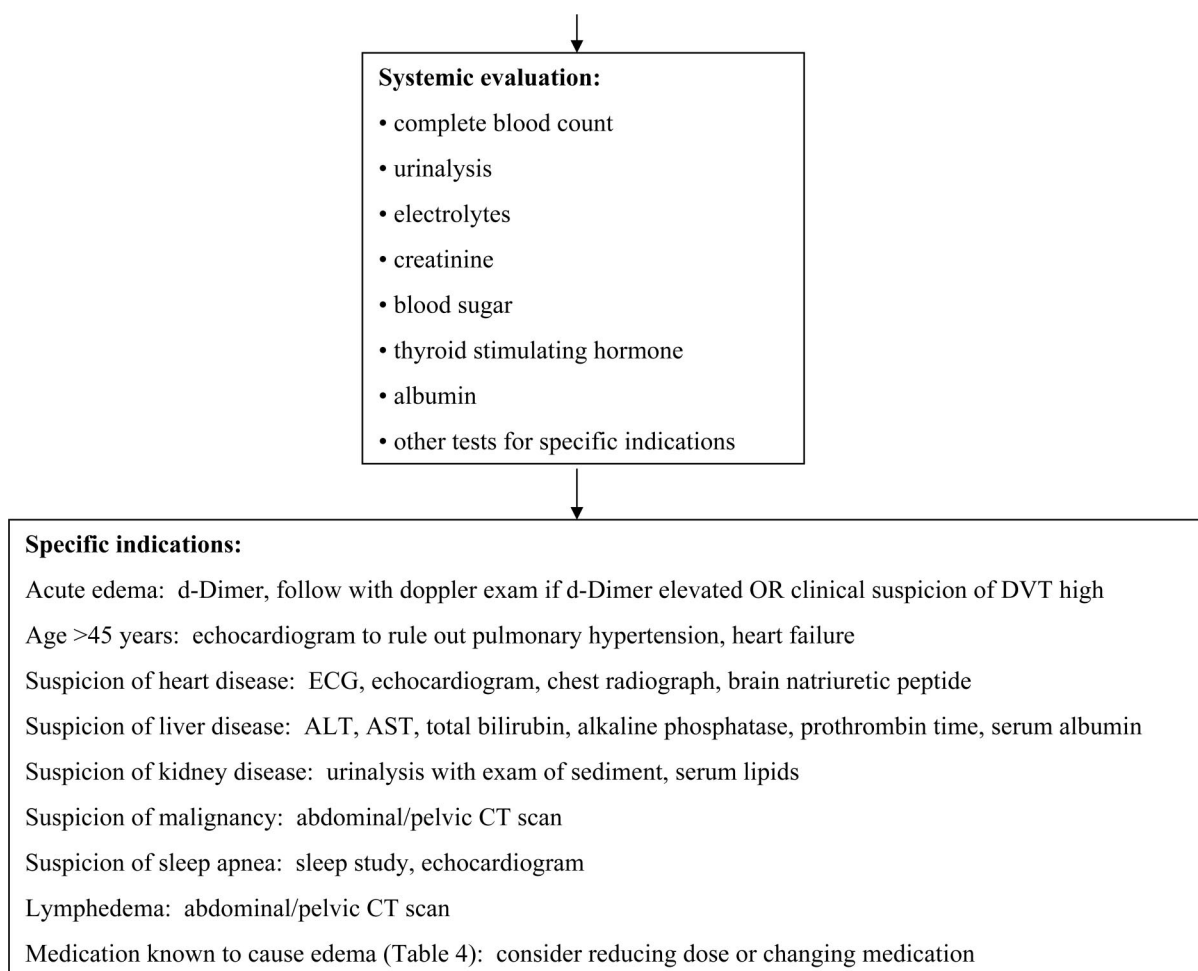 Systemic evaluation:
• complete blood count
• urinalysis
• electrolytes
• creatinine
• blood sugar
• thyroid stimulating hormone
• albumin
• other tests for specific indications
Specific indications:
Acute edema: d-Dimer, follow with doppler exam if d-Dimer elevated OR clinical suspicion of DVT high
Age >45 years: echocardiogram to rule out pulmonary hypertension, heart failure
Suspicion of heart disease: ECG, echocardiogram, chest radiograph, brain natriuretic peptide
Suspicion of liver disease: ALT, AST, total bilirubin, alkaline phosphatase, prothrombin time, serum albumin
Suspicion of kidney disease: urinalysis with exam of sediment, serum lipids
Suspicion of malignancy: abdominal/pelvic CT scan
Suspicion of sleep apnea: sleep study, echocardiogram
Lymphedema: abdominal/pelvic CT scan
Medication known to cause edema (Table 4): consider reducing dose or changing medication